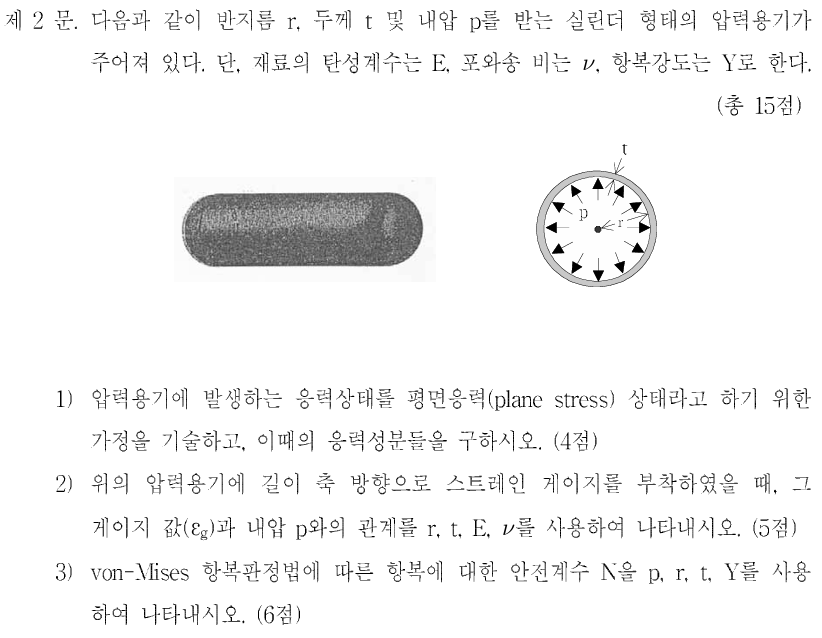 제 2 문. 다음과 같이 반지름 r, 두께 t 및 내압 p를 받는 실린더 형태의 압력용기가
주어져 있다. 단, 재료의 탄성계수는 E, 포와송 비는 ν, 항복강도는 Y로 한다.
(총 15점)
t
p
r
1) 압력용기에 발생하는 응력상태를 평면응력(plane stress) 상태라고 하기 위한
가정을 기술하고, 이때의 응력성분들을 구하시오. (4점)
2) 위의 압력용기에 길이 축 방향으로 스트레인 게이지를 부착하였을 때, 그
게이지 값(εg)과 내압 p와의 관계를 r, t, E, ν를 사용하여 나타내시오. (5점)
3) von-Mises 항복판정법에 따른 항복에 대한 안전계수 N을 p, r, t, Y를 사용
하여 나타내시오. (6점)